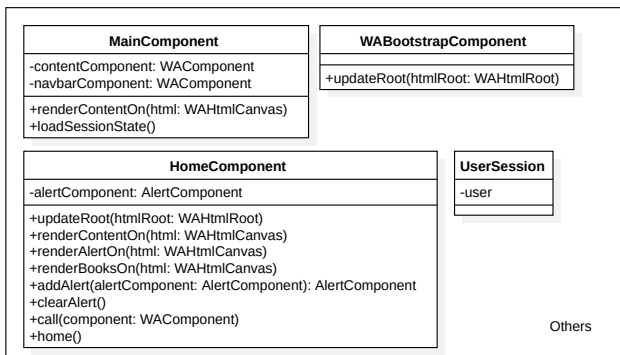 MainComponent
-contentComponent: WAComponent
-navbarComponent: WAComponent
+renderContentOn(html: WAHtmlCanvas)
+loadSessionState()
WABootstrapComponent
+updateRoot(htmlRoot: WAHtmlRoot)
HomeComponent
-alertComponent: AlertComponent
+updateRoot(htmlRoot: WAHtmlRoot)
+renderContentOn(html: WAHtmlCanvas)
+renderAlertOn(html: WAHtmlCanvas)
+renderBooksOn(html: WAHtmlCanvas)
+addAlert(alertComponent: AlertComponent): AlertComponent
+clearAlert()
+call(component: WAComponent)
+home()
UserSession
-user
Others